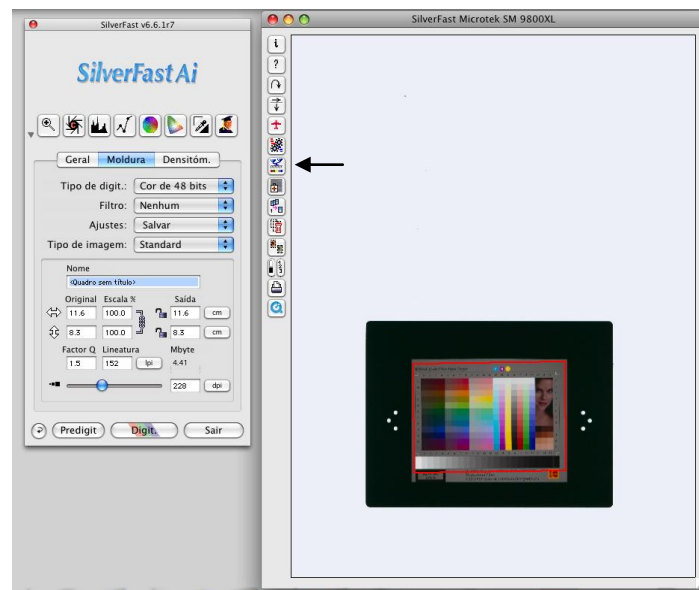 SilverFast v6.6.1r7
SilverFast Ai
Geral Moldura Densitóm.
Tipo de digit.: Cor de 48 bits
Filtro: Nenhum
Ajustes: Salvar
Tipo de imagem: Standard
Nome
<Quadro sem título>
Original Escala % Saída
11.6 100.0 11.6 cm
8.3 100.0 8.3 cm
Factor Q Lineatura Mbyte
1.5 152 lpi 4.41
228 dpi
Predigit Digit. Sair
SilverFast Microtek SM 9800XL
i
?